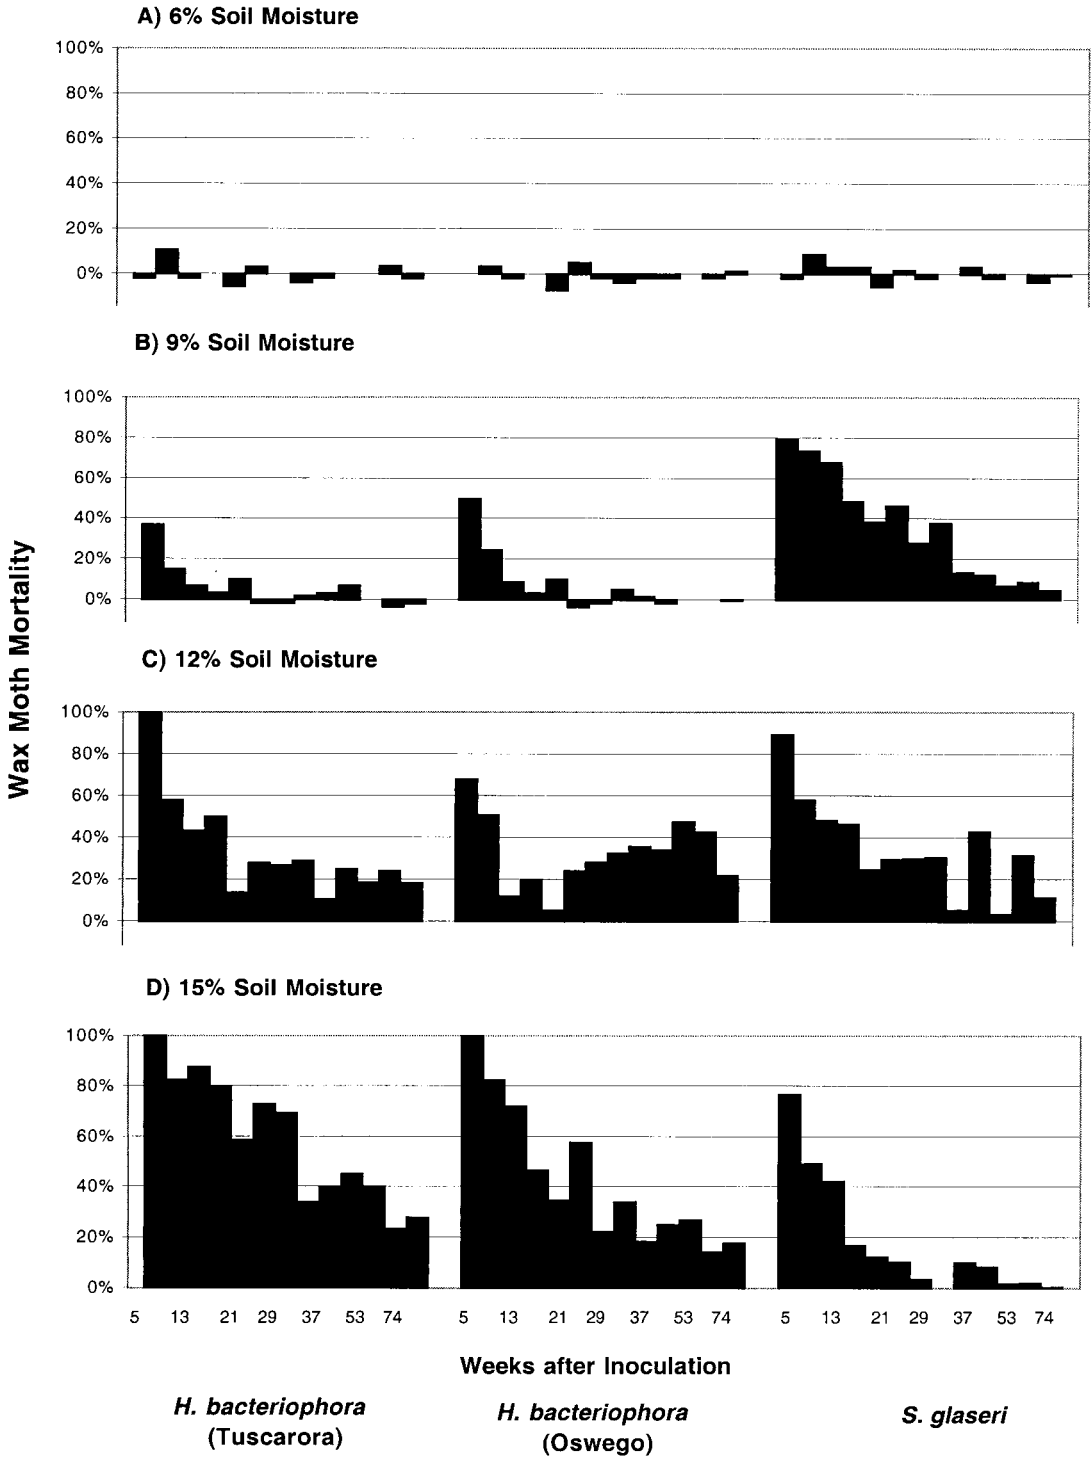 A) 6% Soil Moisture
100%
80%
60%
40%
20%
0%
B) 9% Soil Moisture
100%
80%
60%
40%
20%
0%
Wax Moth Mortality
C) 12% Soil Moisture
100%
80%
60%
40%
20%
0%
D) 15% Soil Moisture
100%
80%
60%
40%
20%
0%
5 13 21 29 37 53 74 5 13 21 29 37 53 74 5 13 21 29 37 53 74
Weeks after Inoculation
H. bacteriophora H. bacteriophora S. glaseri
(Tuscarora) (Oswego)